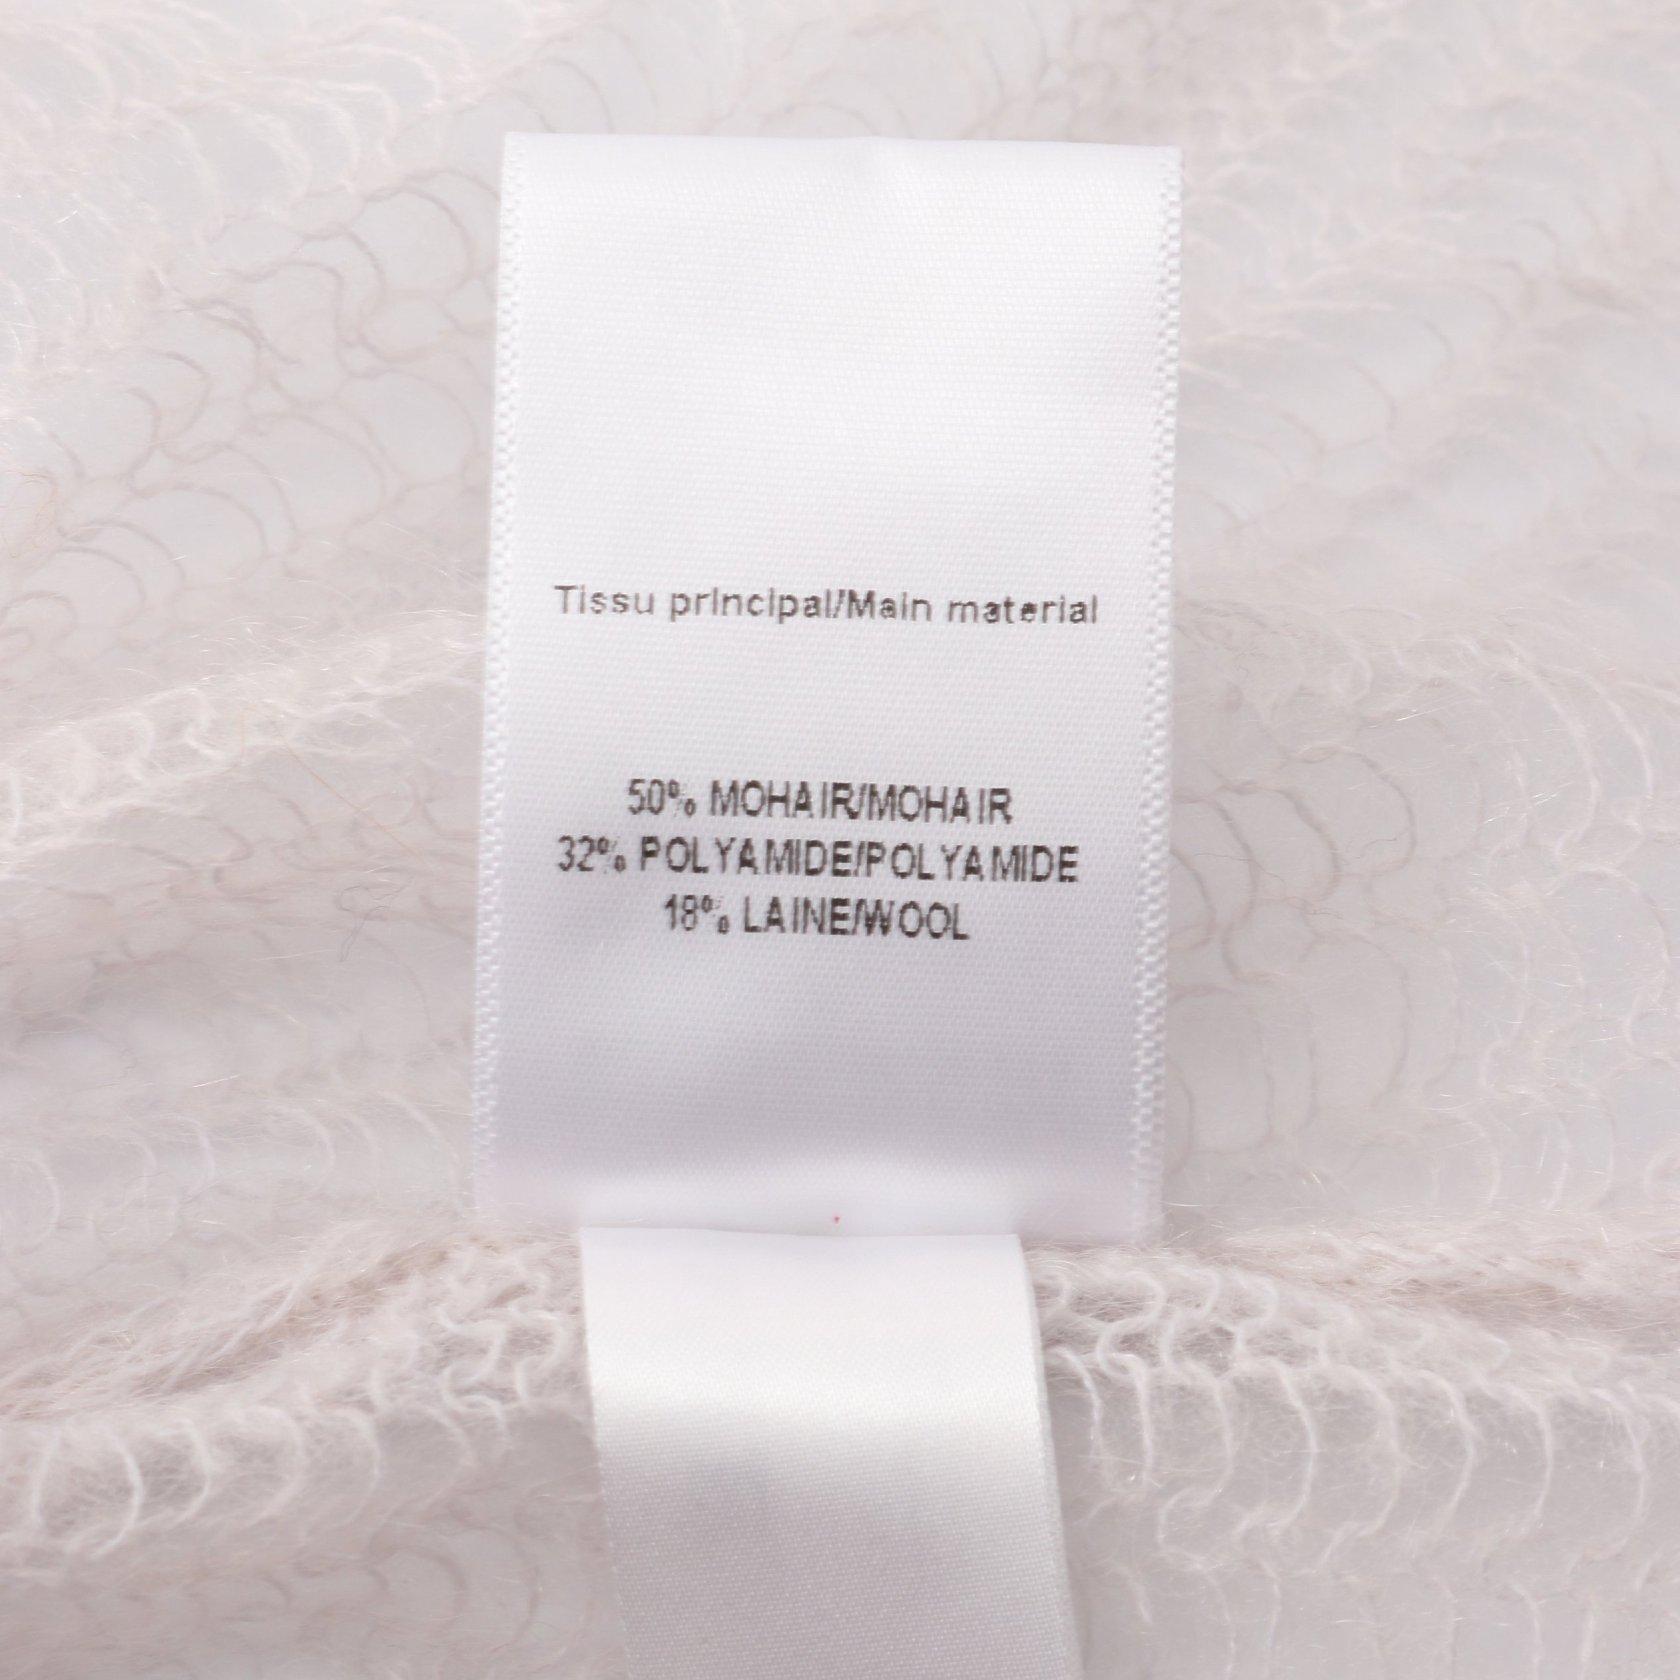 Tissu principal/Main material
50% MOHAIR/MOHAIR
32% POLYAMIDE/POLYAMIDE
18% LAINE/WOOL